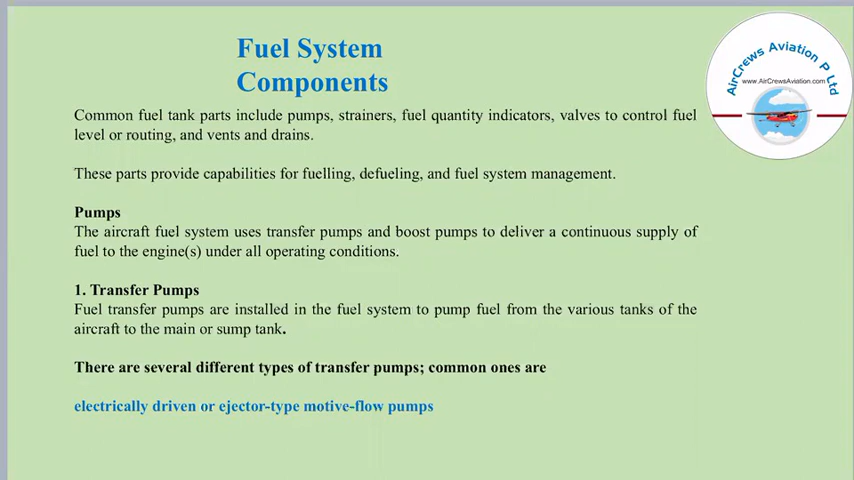 Fuel System
Components
AirCrews Aviation P Ltd
www.AirCrewsAviation.com
Common fuel tank parts include pumps, strainers, fuel quantity indicators, valves to control fuel
level or routing, and vents and drains.
These parts provide capabilities for fuelling, defueling, and fuel system management.
Pumps
The aircraft fuel system uses transfer pumps and boost pumps to deliver a continuous supply of
fuel to the engine(s) under all operating conditions.
1. Transfer Pumps
Fuel transfer pumps are installed in the fuel system to pump fuel from the various tanks of the
aircraft to the main or sump tank.
There are several different types of transfer pumps; common ones are
electrically driven or ejector-type motive-flow pumps